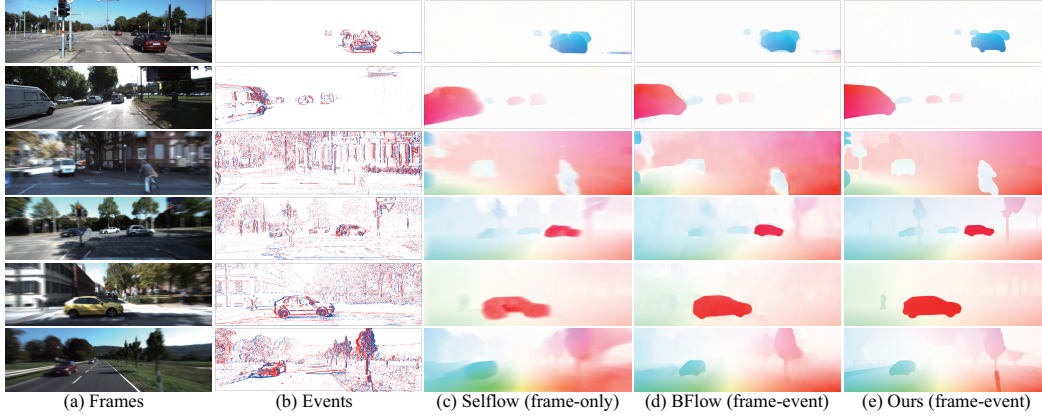 (a) Frames
(b) Events
(c) Selflow (frame-only)
(d) BFlow (frame-event)
(e) Ours (frame-event)